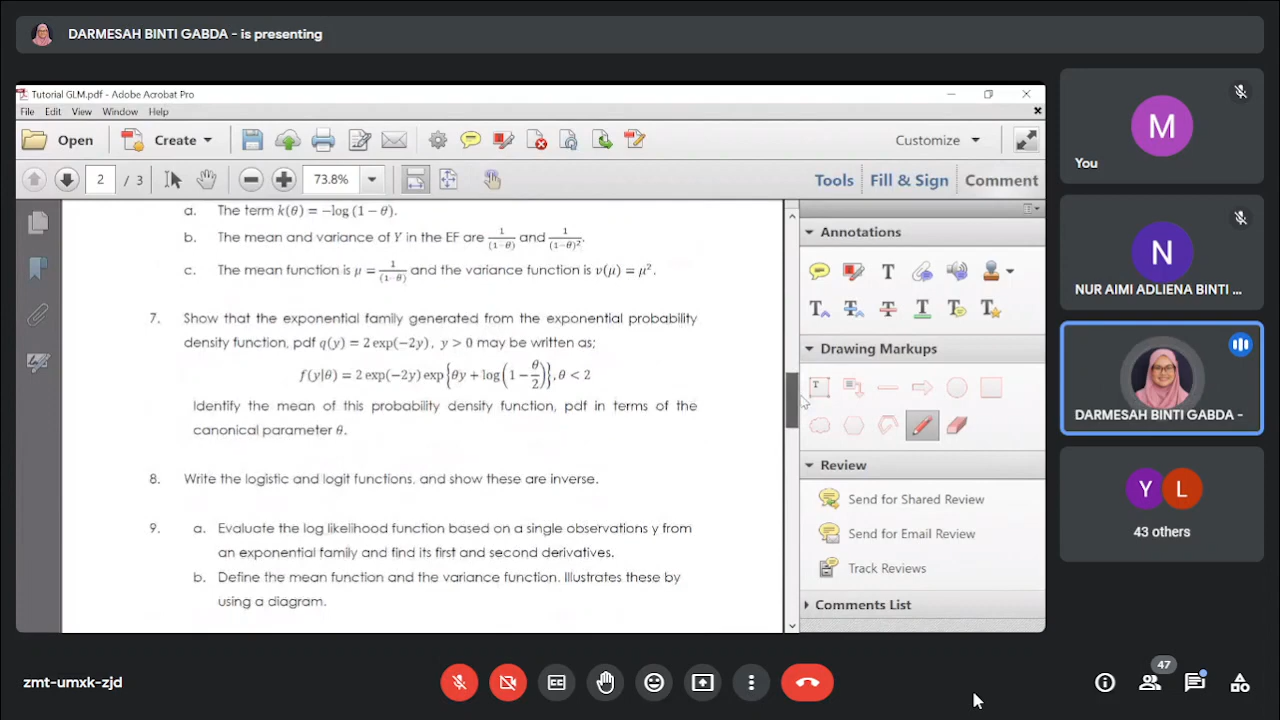 DARMESAH BINTI GABDA - is presenting
Tutorial GLM.pdf - Adobe Acrobat Pro
File Edit View Window Help
Open Create Customize
2 / 3 73.8% Tools Fill & Sign Comment
a. The term k(θ) = −log (1 − θ).
b. The mean and variance of Y in the EF are 1/(1−θ) and 1/(1−θ)².
c. The mean function is μ = 1/(1−θ) and the variance function is v(μ) = μ².
7. Show that the exponential family generated from the exponential probability
density function, pdf q(y) = 2 exp(−2y), y > 0 may be written as;
f(y|θ) = 2 exp(−2y) exp{θy + log(1 − θ/2)}, θ < 2
Identify the mean of this probability density function, pdf in terms of the
canonical parameter θ.
8. Write the logistic and logit functions, and show these are inverse.
9. a. Evaluate the log likelihood function based on a single observations y from
an exponential family and find its first and second derivatives.
b. Define the mean function and the variance function. Illustrates these by
using a diagram.
Annotations
T
T T T T T T
Drawing Markups
T
Review
Send for Shared Review
Send for Email Review
Track Reviews
Comments List
M
You
N
NUR AIMI ADLIENA BINTI ...
DARMESAH BINTI GABDA -
Y L
43 others
zmt-umxk-zjd
CC
47